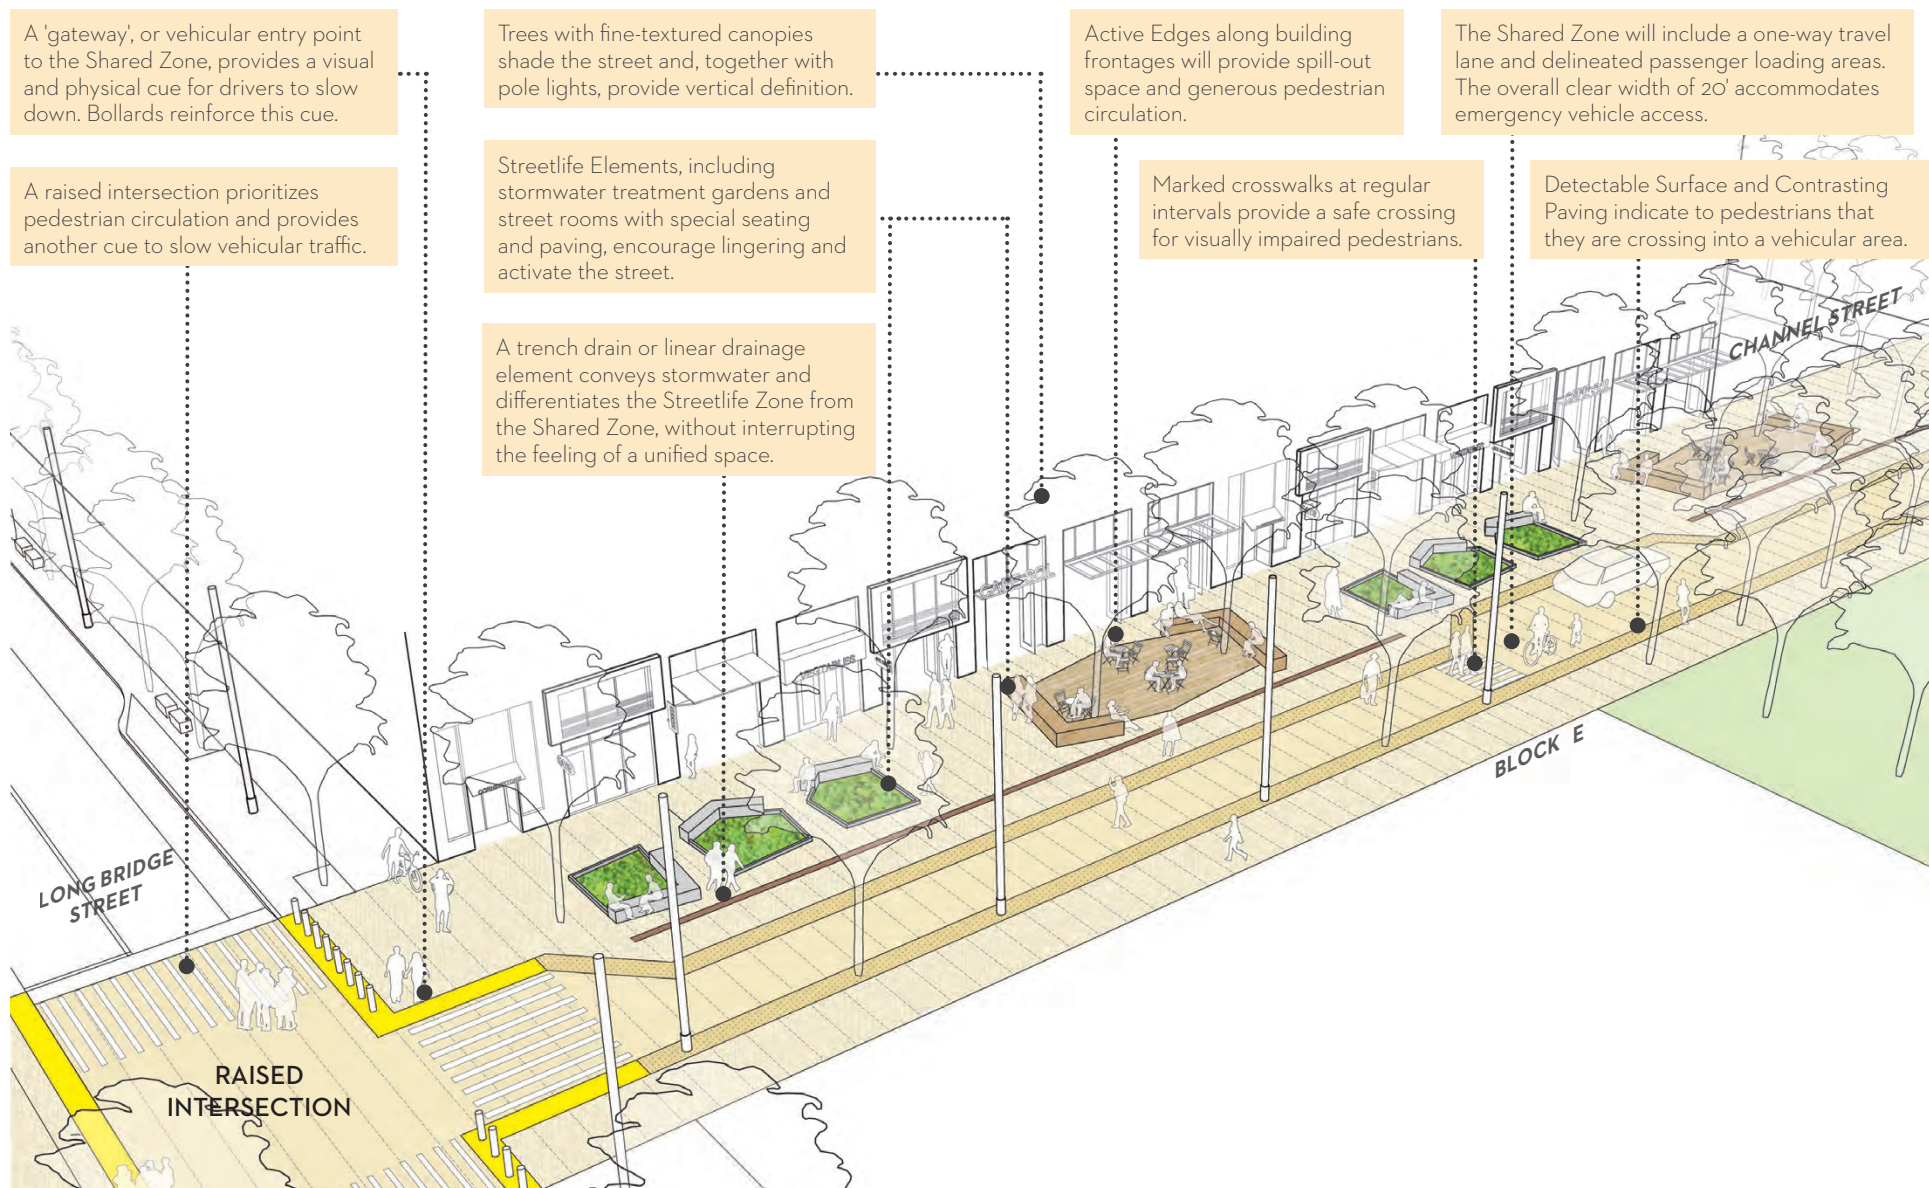 A 'gateway', or vehicular entry point
to the Shared Zone, provides a visual
and physical cue for drivers to slow
down. Bollards reinforce this cue.
A raised intersection prioritizes
pedestrian circulation and provides
another cue to slow vehicular traffic.
Trees with fine-textured canopies
shade the street and, together with
pole lights, provide vertical definition.
Streetlife Elements, including
stormwater treatment gardens and
street rooms with special seating
and paving, encourage lingering and
activate the street.
A trench drain or linear drainage
element conveys stormwater and
differentiates the Streetlife Zone from
the Shared Zone, without interrupting
the feeling of a unified space.
Active Edges along building
frontages will provide spill-out
space and generous pedestrian
circulation.
The Shared Zone will include a one-way travel
lane and delineated passenger loading areas.
The overall clear width of 20' accommodates
emergency vehicle access.
Marked crosswalks at regular
intervals provide a safe crossing
for visually impaired pedestrians.
Detectable Surface and Contrasting
Paving indicate to pedestrians that
they are crossing into a vehicular area.
CHANNEL STREET
BLOCK E
LONG BRIDGE
STREET
RAISED
INTERSECTION